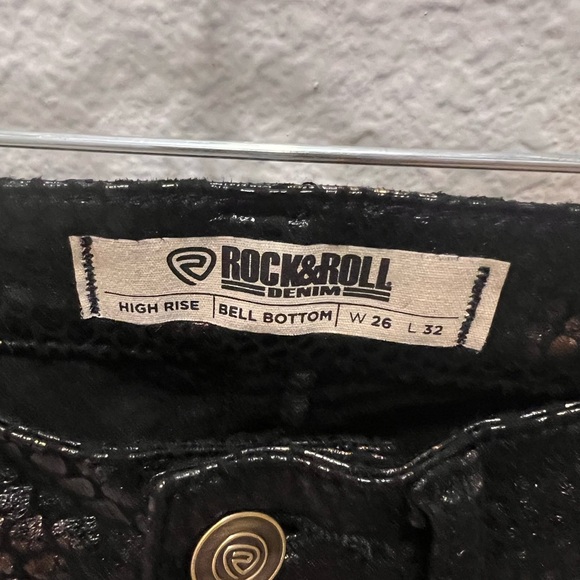 ROCK&ROLL
DENIM
HIGH RISE BELL BOTTOM W 26 L 32